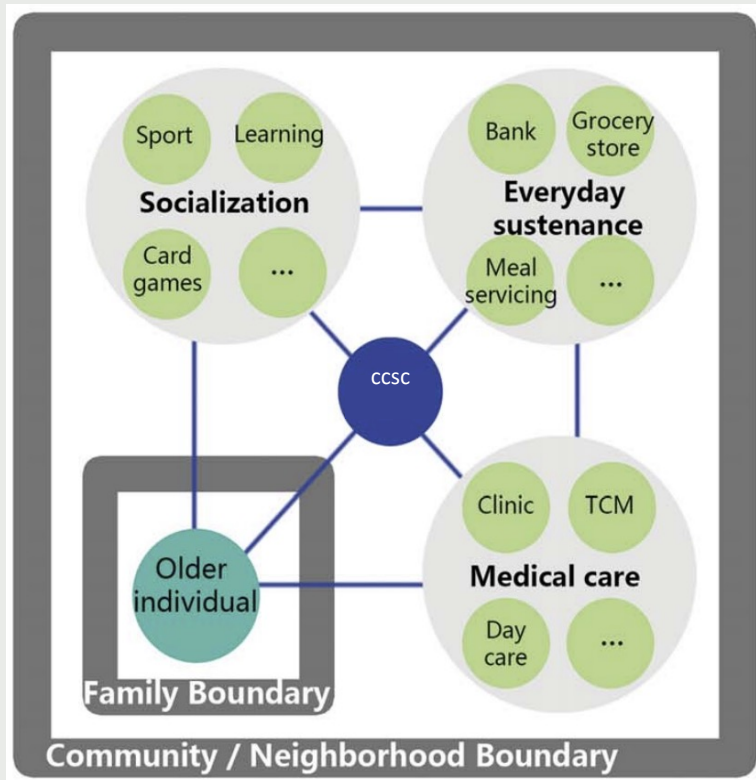 Sport
Learning
Socialization
Card
games
...
Bank
Grocery
store
Everyday
sustenance
Meal
servicing
...
CCSC
Clinic
TCM
Medical care
Day
care
...
Older
individual
Family Boundary
Community / Neighborhood Boundary